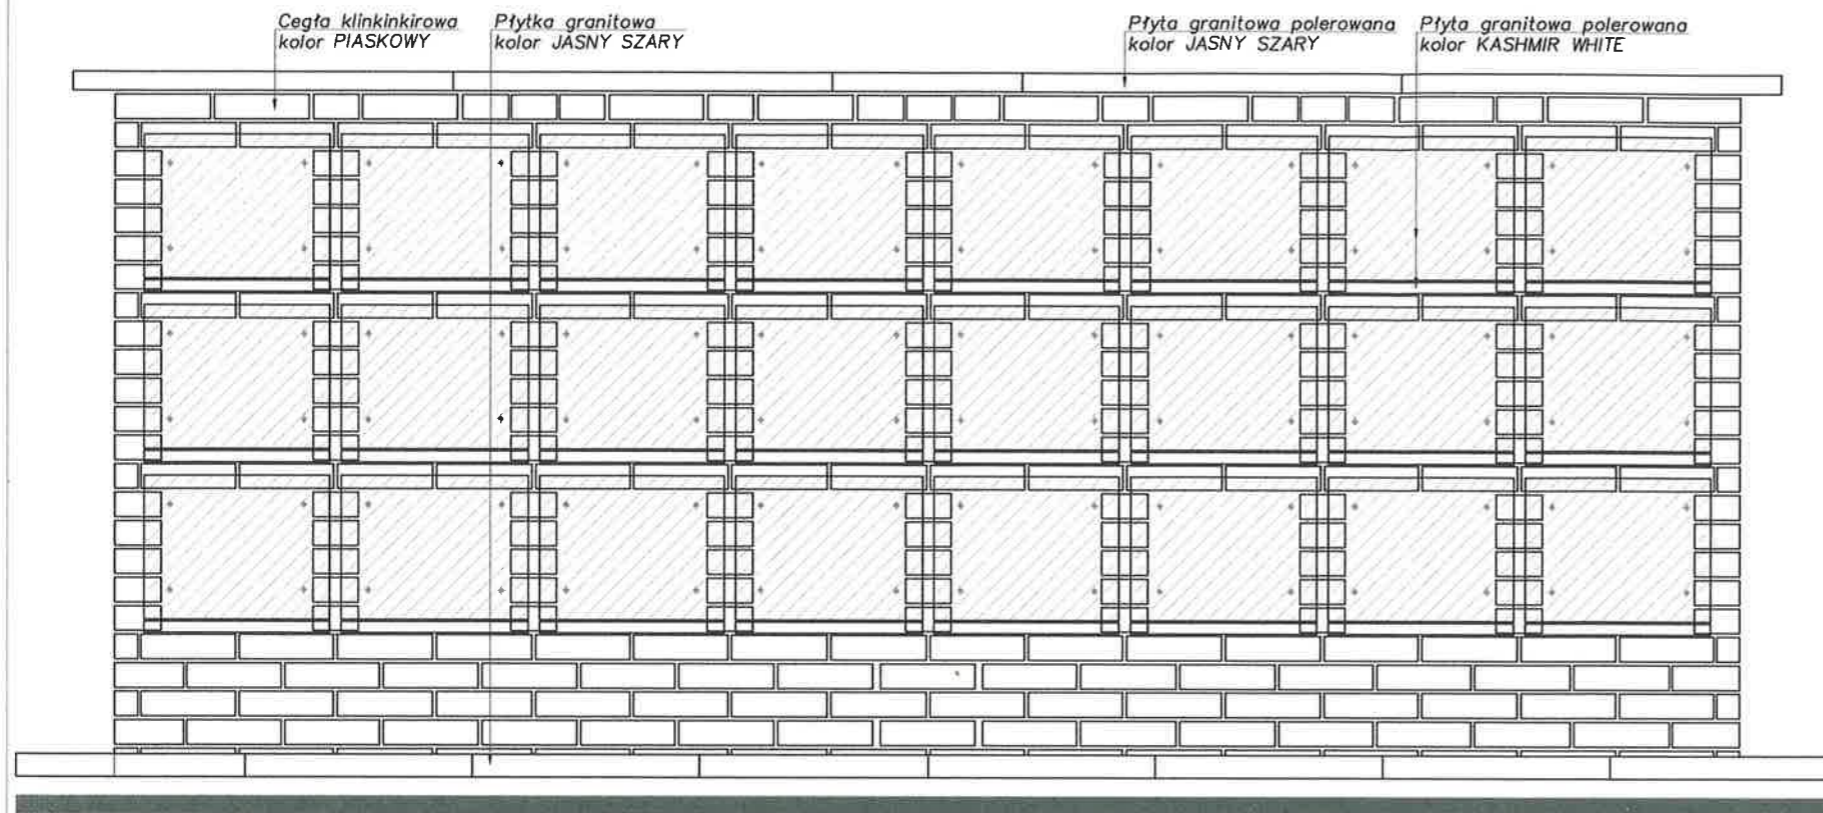 Cegła klinkinkirowa
kolor PIASKOWY
Płytka granitowa
kolor JASNY SZARY
Płyta granitowa polerowana
kolor JASNY SZARY
Płyta granitowa polerowana
kolor KASHMIR WHITE